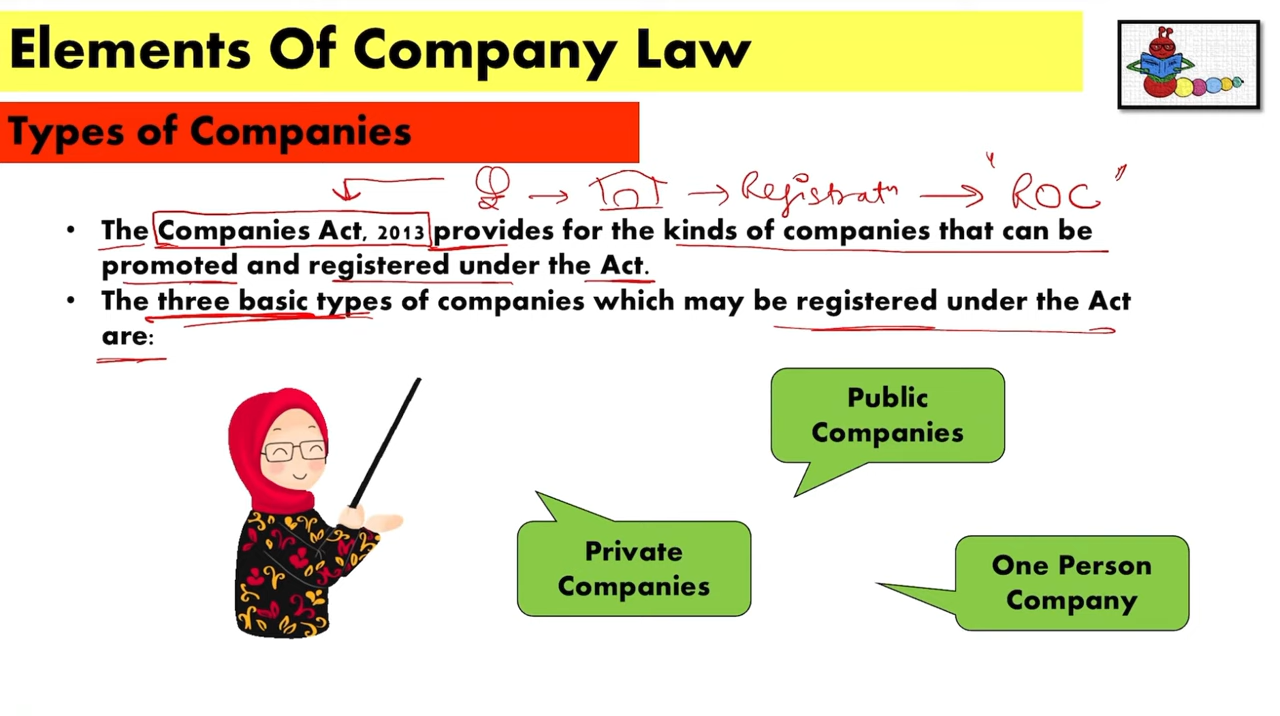 Elements Of Company Law
Types of Companies
→ → Registratn → "ROC"
• The Companies Act, 2013 provides for the kinds of companies that can be
promoted and registered under the Act.
• The three basic types of companies which may be registered under the Act
are:
Public
Companies
Private
Companies
One Person
Company